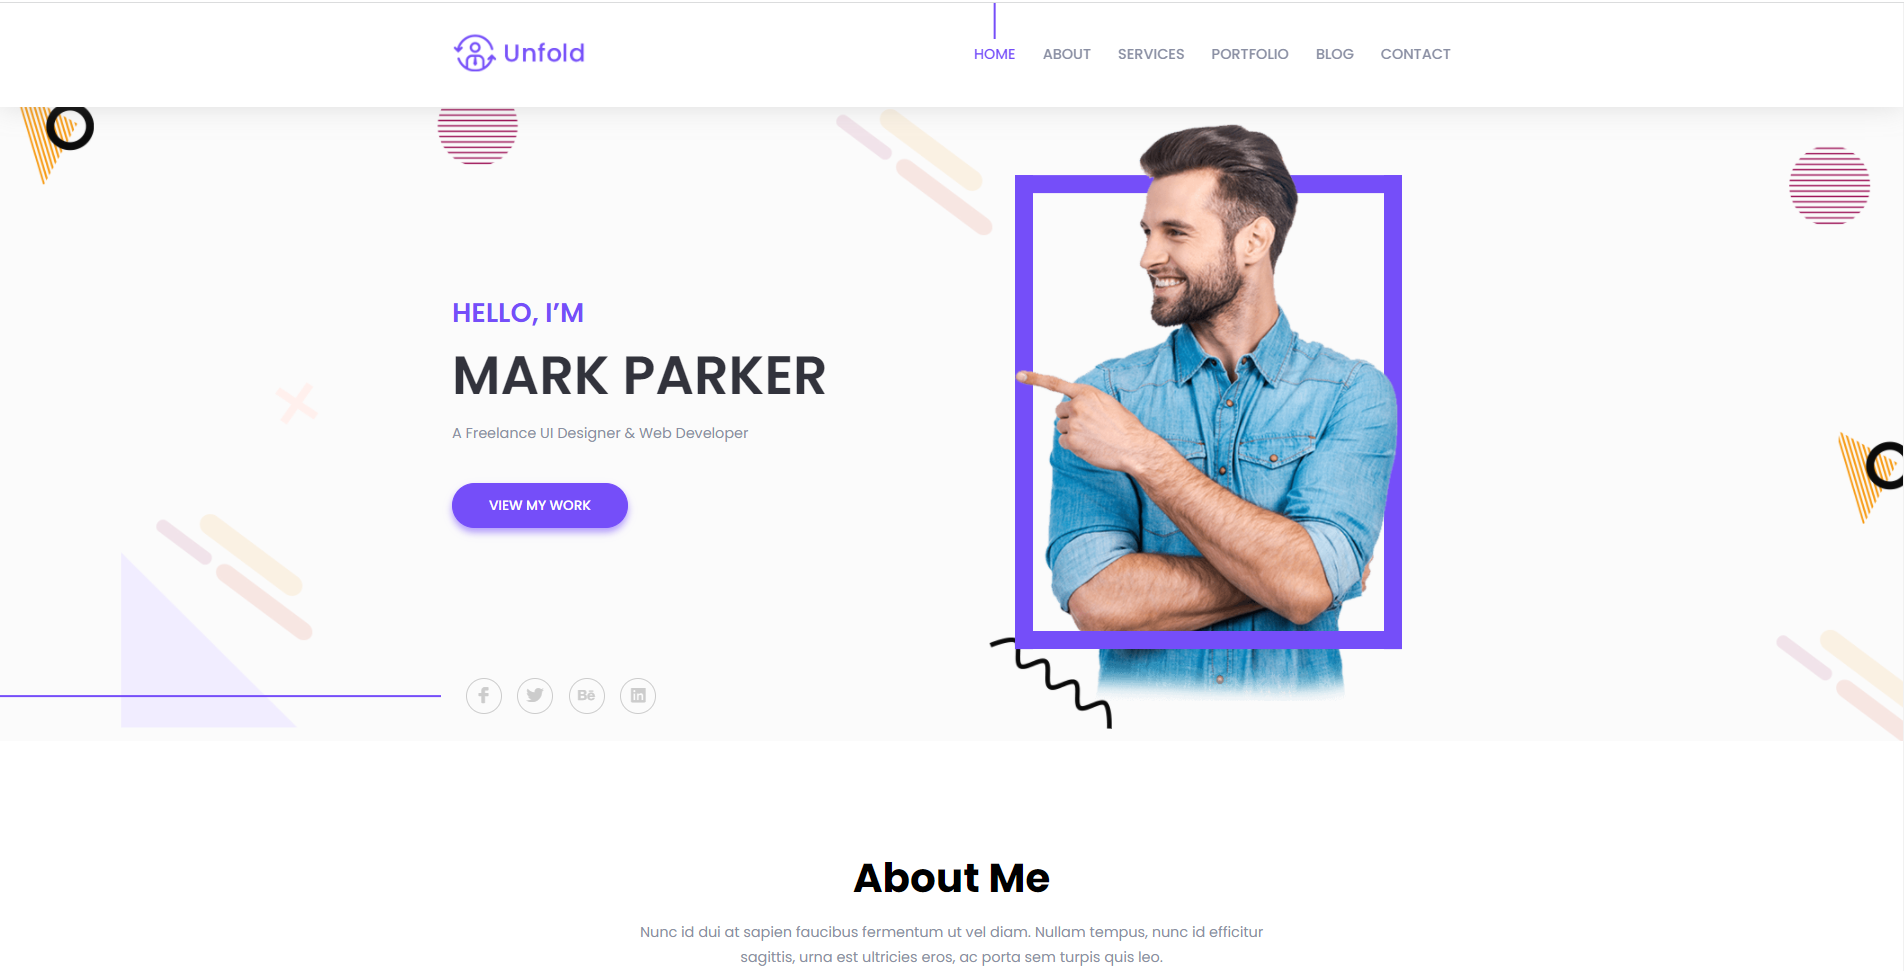 Unfold
HOME ABOUT SERVICES PORTFOLIO BLOG CONTACT
HELLO, I’M
MARK PARKER
A Freelance UI Designer & Web Developer
VIEW MY WORK
Bē
in
About Me
Nunc id dui at sapien faucibus fermentum ut vel diam. Nullam tempus, nunc id efficitur
sagittis, urna est ultricies eros, ac porta sem turpis quis leo.